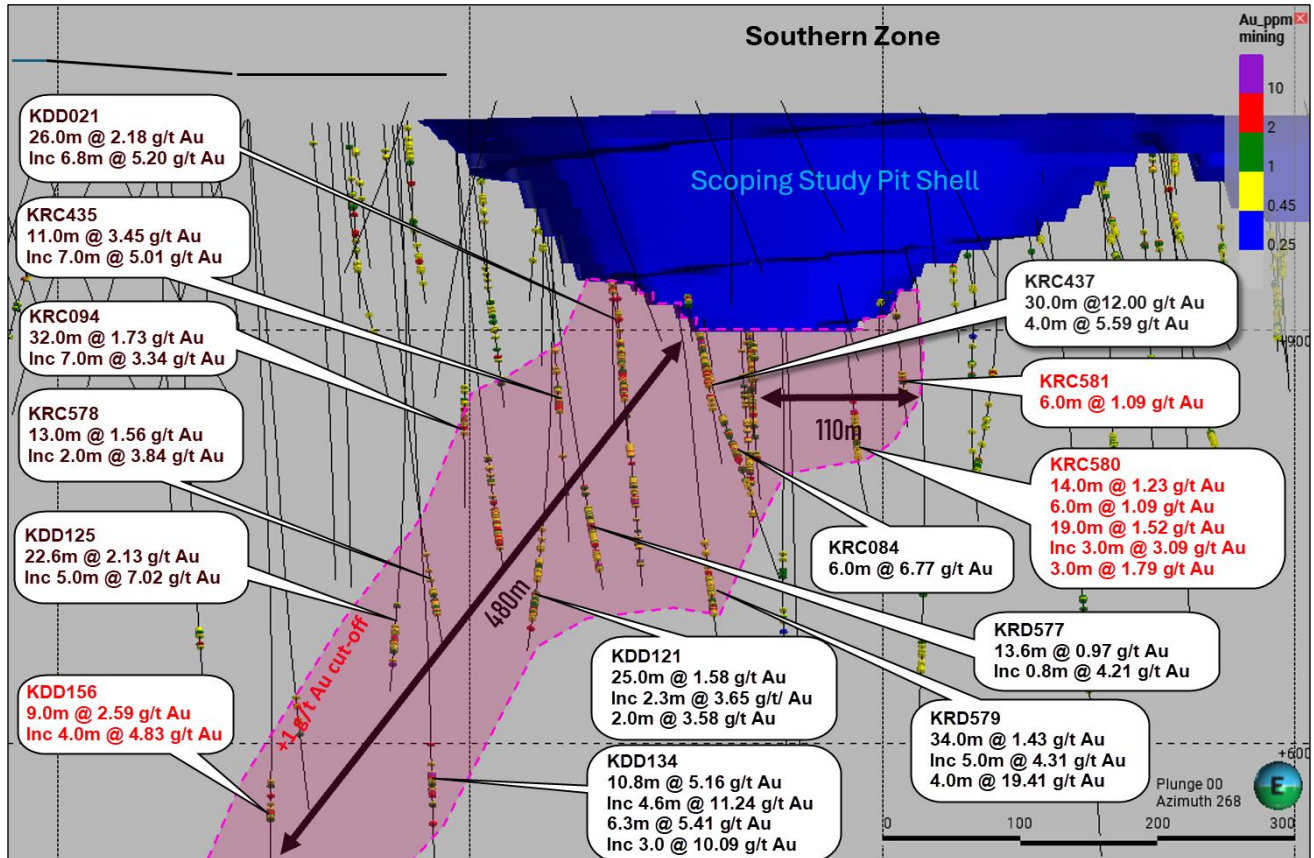 Southern Zone
Au_ppm
mining
10
2
1
0.45
0.25
KDD021
26.0m @ 2.18 g/t Au
Inc 6.8m @ 5.20 g/t Au
Scoping Study Pit Shell
KRC435
11.0m @ 3.45 g/t Au
Inc 7.0m @ 5.01 g/t Au
KRC437
30.0m @12.00 g/t Au
4.0m @ 5.59 g/t Au
KRC094
32.0m @ 1.73 g/t Au
Inc 7.0m @ 3.34 g/t Au
KRC581
6.0m @ 1.09 g/t Au
110m
KRC578
13.0m @ 1.56 g/t Au
Inc 2.0m @ 3.84 g/t Au
KRC580
14.0m @ 1.23 g/t Au
6.0m @ 1.09 g/t Au
19.0m @ 1.52 g/t Au
Inc 3.0m @ 3.09 g/t Au
3.0m @ 1.79 g/t Au
KDD125
22.6m @ 2.13 g/t Au
Inc 5.0m @ 7.02 g/t Au
KRC084
6.0m @ 6.77 g/t Au
480m
+1 g/t Au cut-off
KRD577
13.6m @ 0.97 g/t Au
Inc 0.8m @ 4.21 g/t Au
KDD121
25.0m @ 1.58 g/t Au
Inc 2.3m @ 3.65 g/t/ Au
2.0m @ 3.58 g/t Au
KDD156
9.0m @ 2.59 g/t Au
Inc 4.0m @ 4.83 g/t Au
KRD579
34.0m @ 1.43 g/t Au
Inc 5.0m @ 4.31 g/t Au
4.0m @ 19.41 g/t Au
KDD134
10.8m @ 5.16 g/t Au
Inc 4.6m @ 11.24 g/t Au
6.3m @ 5.41 g/t Au
Inc 3.0 @ 10.09 g/t Au
+600
Plunge 00
Azimuth 268
E
0
100
200
300